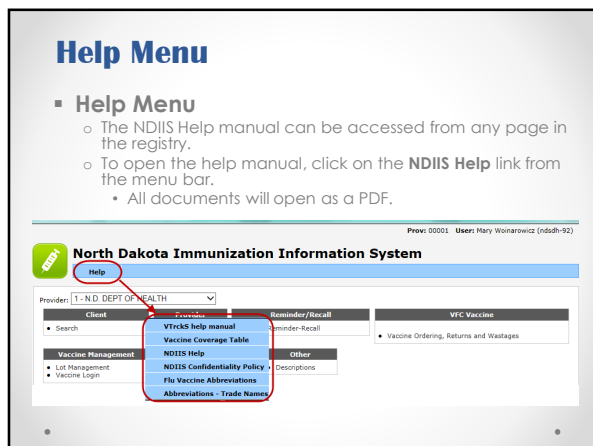 Help Menu
▪ Help Menu
o The NDIIS Help manual can be accessed from any page in
the registry.
o To open the help manual, click on the NDIIS Help link from
the menu bar.
• All documents will open as a PDF.
Prov: 00001 User: Mary Woinarowicz (ndsdh-92)
North Dakota Immunization Information System
Help
Provider: 1 - N.D. DEPT OF HEALTH
Client Provider Reminder/Recall VFC Vaccine
• Search
Reminder-Recall
• Vaccine Ordering, Returns and Wastages
VTrckS help manual
Vaccine Coverage Table
NDIIS Help
NDIIS Confidentiality Policy
Flu Vaccine Abbreviations
Abbreviations - Trade Names
Vaccine Management Other
• Lot Management
• Vaccine Login
• Descriptions